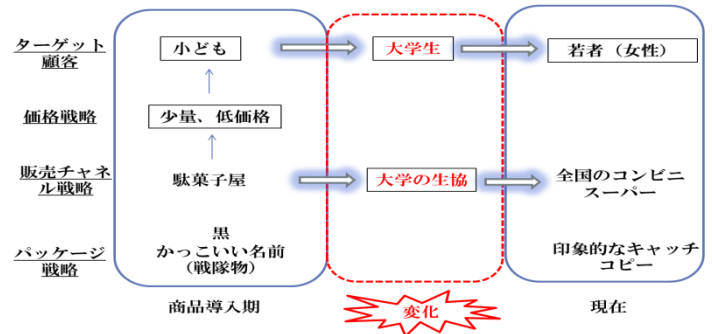 ターゲット
顧客
小ども
大学生
若者（女性）
価格戦略
少量、低価格
販売チャネ
ル戦略
駄菓子屋
大学の生協
全国のコンビニ
スーパー
パッケージ
戦略
黒
かっこいい名前
（戦隊物）
印象的なキャッチ
コピー
商品導入期
変化
現在